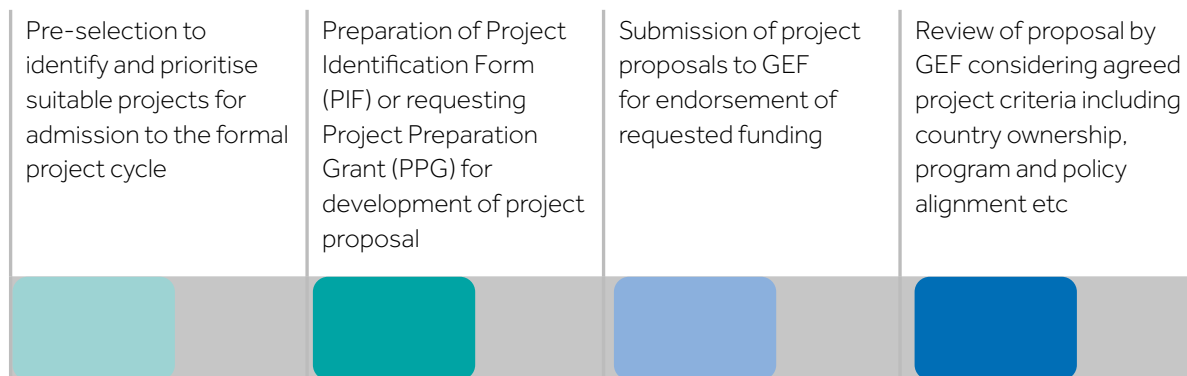 Pre-selection to
identify and prioritise
suitable projects for
admission to the formal
project cycle
Preparation of Project
Identification Form
(PIF) or requesting
Project Preparation
Grant (PPG) for
development of project
proposal
Submission of project
proposals to GEF
for endorsement of
requested funding
Review of proposal by
GEF considering agreed
project criteria including
country ownership,
program and policy
alignment etc